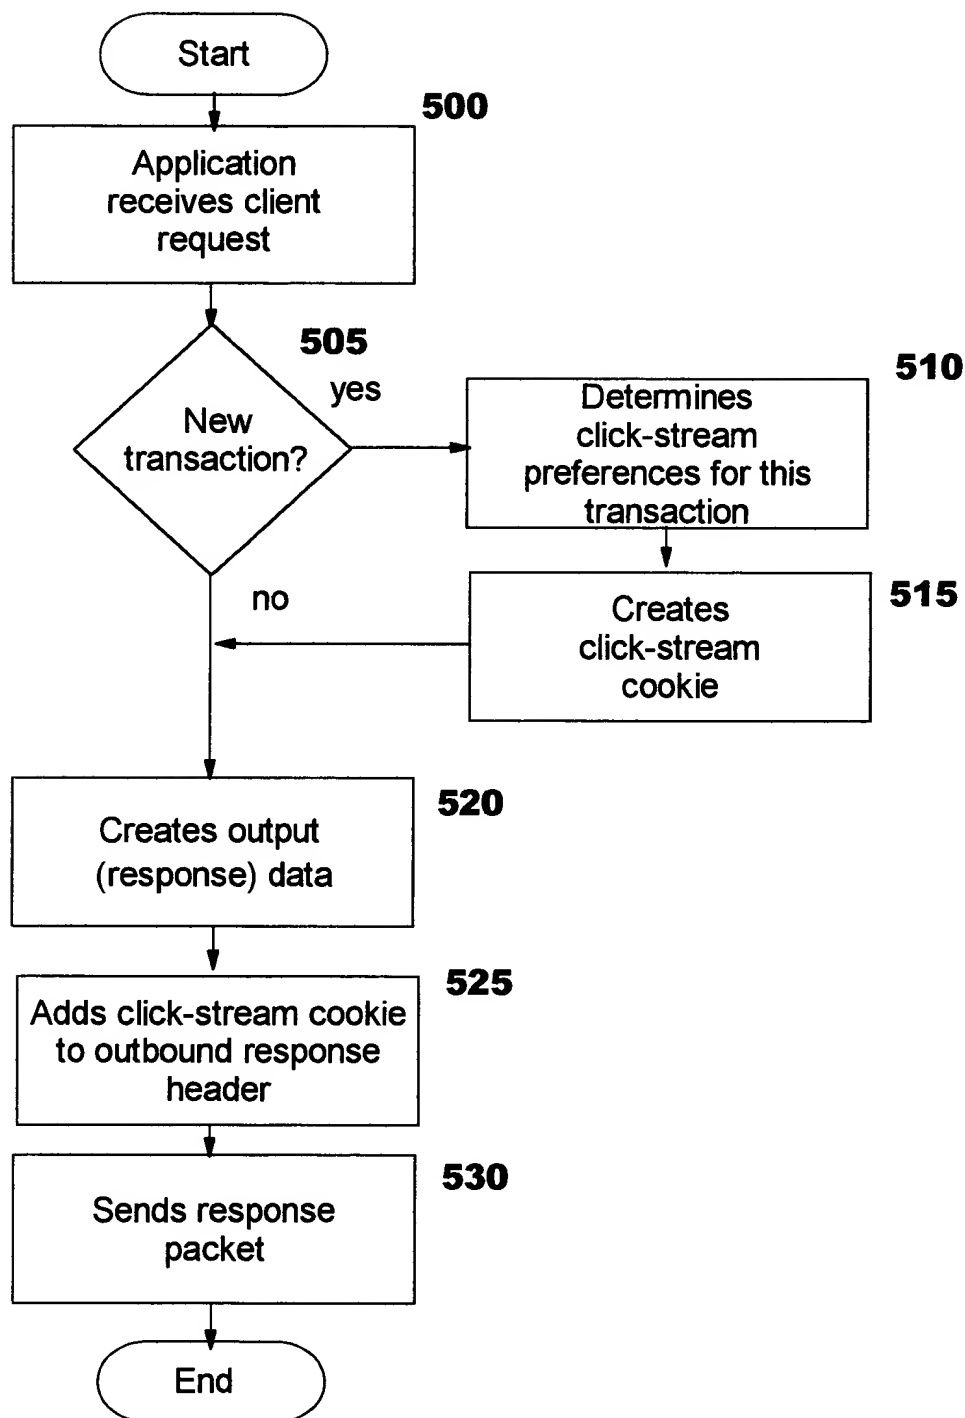 Start
500
Application
receives client
request
505
yes
New
transaction?
510
Determines
click-stream
preferences for this
transaction
no
515
Creates
click-stream
cookie
520
Creates output
(response) data
525
Adds click-stream cookie
to outbound response
header
530
Sends response
packet
End